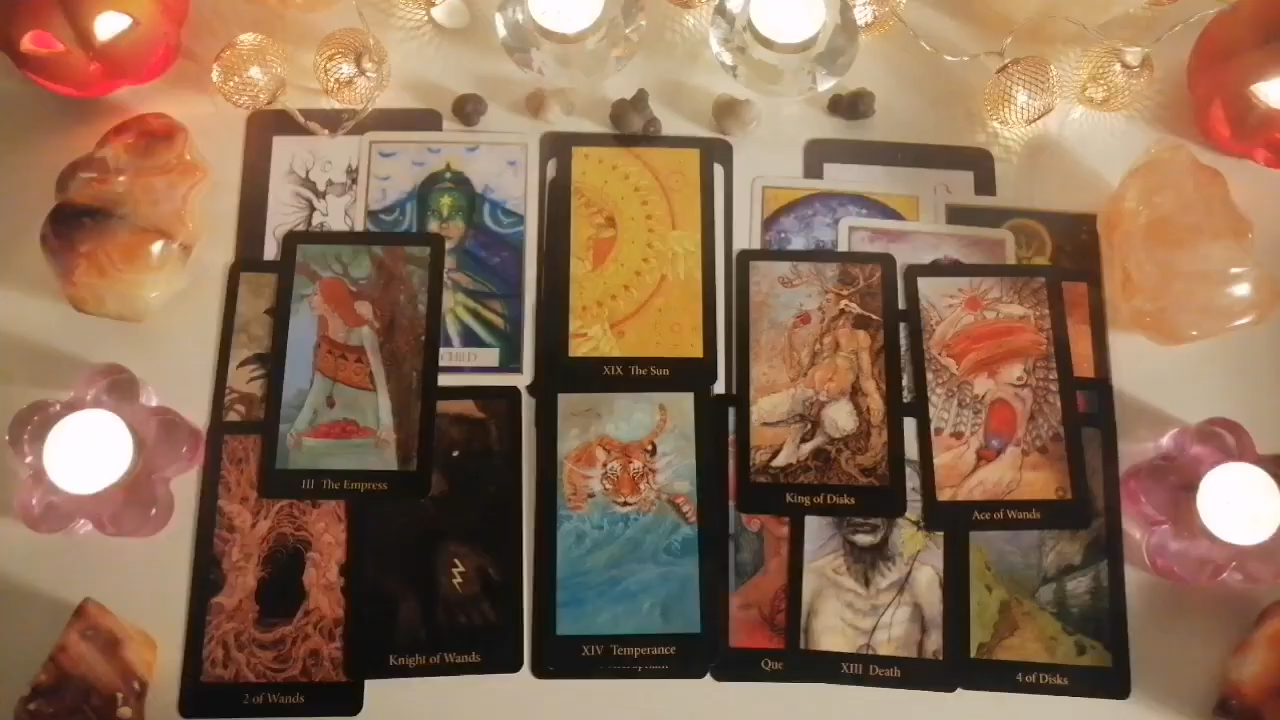 CHILD
XIX The Sun
III The Empress
King of Disks
Ace of Wands
2 of Wands
Knight of Wands
XIV Temperance
Que
XIII Death
4 of Disks